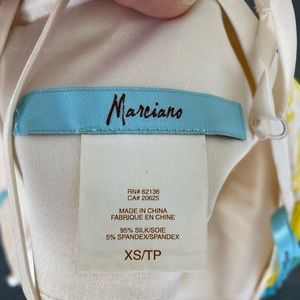 Marciano
RN# 62136
CA# 20625
MADE IN CHINA
FABRIQUE EN CHINE
95% SILK/SOIE
5% SPANDEX/SPANDEX
XS/TP